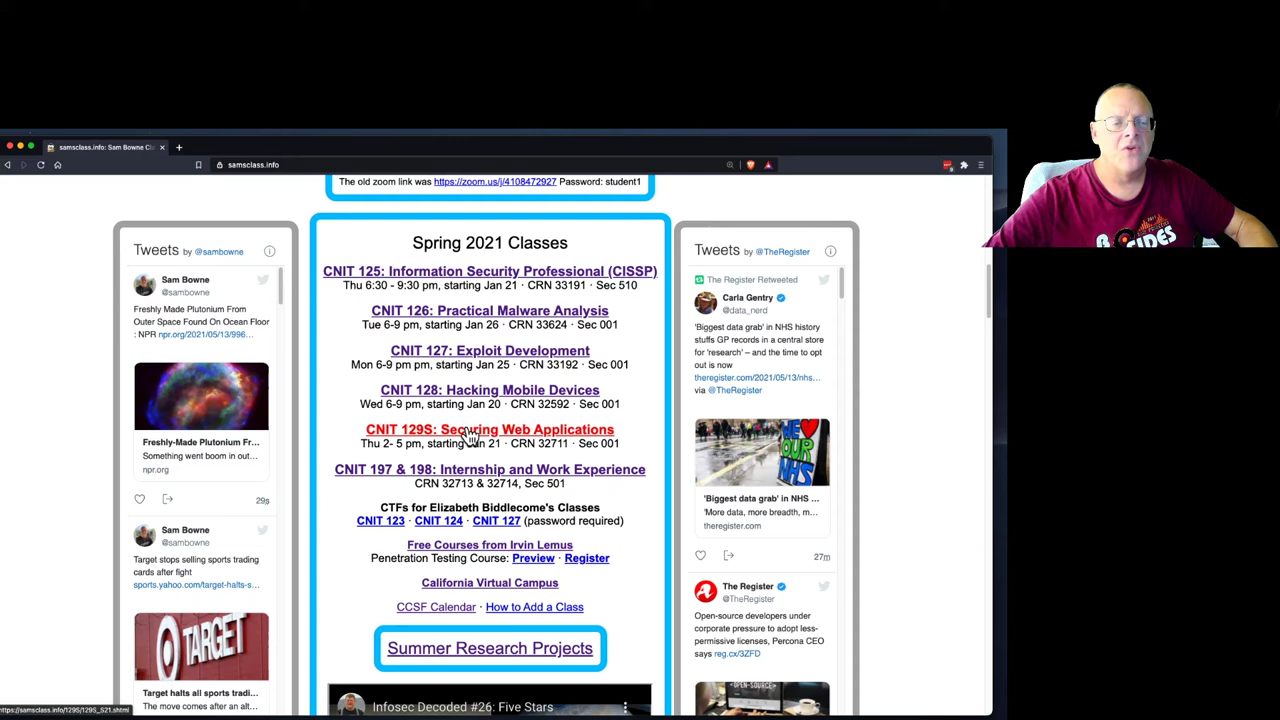 samsclass.info: Sam Bowne Cl
samsclass.info
The old zoom link was https://zoom.us/j/4108472927 Password: student1
Tweets by @sambowne
Sam Bowne
@sambowne
Freshly Made Plutonium From
Outer Space Found On Ocean Floor
: NPR npr.org/2021/05/13/996…
Freshly-Made Plutonium Fr...
Something went boom in out...
npr.org
29s
Sam Bowne
@sambowne
Target stops selling sports trading
cards after fight
sports.yahoo.com/target-halts-s…
TARGET
Target halts all sports tradi...
The move comes after an alt...
Spring 2021 Classes
CNIT 125: Information Security Professional (CISSP)
Thu 6:30 - 9:30 pm, starting Jan 21 · CRN 33191 · Sec 510
CNIT 126: Practical Malware Analysis
Tue 6-9 pm, starting Jan 26 · CRN 33624 · Sec 001
CNIT 127: Exploit Development
Mon 6-9 pm pm, starting Jan 25 · CRN 33192 · Sec 001
CNIT 128: Hacking Mobile Devices
Wed 6-9 pm, starting Jan 20 · CRN 32592 · Sec 001
CNIT 129S: Securing Web Applications
Thu 2- 5 pm, starting Jan 21 · CRN 32711 · Sec 001
CNIT 197 & 198: Internship and Work Experience
CRN 32713 & 32714, Sec 501
CTFs for Elizabeth Biddlecome's Classes
CNIT 123 · CNIT 124 · CNIT 127 (password required)
Free Courses from Irvin Lemus
Penetration Testing Course: Preview · Register
California Virtual Campus
CCSF Calendar · How to Add a Class
Summer Research Projects
Infosec Decoded #26: Five Stars
Tweets by @TheRegister
The Register Retweeted
Carla Gentry
@data_nerd
'Biggest data grab' in NHS history
stuffs GP records in a central store
for 'research' – and the time to opt
out is now
theregister.com/2021/05/13/nhs…
via @TheRegister
WE
OUR
NHS
'Biggest data grab' in NHS ...
'More data, more breadth, m...
theregister.com
27m
The Register
@TheRegister
Open-source developers under
corporate pressure to adopt less-
permissive licenses, Percona CEO
says reg.cx/3ZFD
https://samsclass.info/129S/129S_S21.shtml